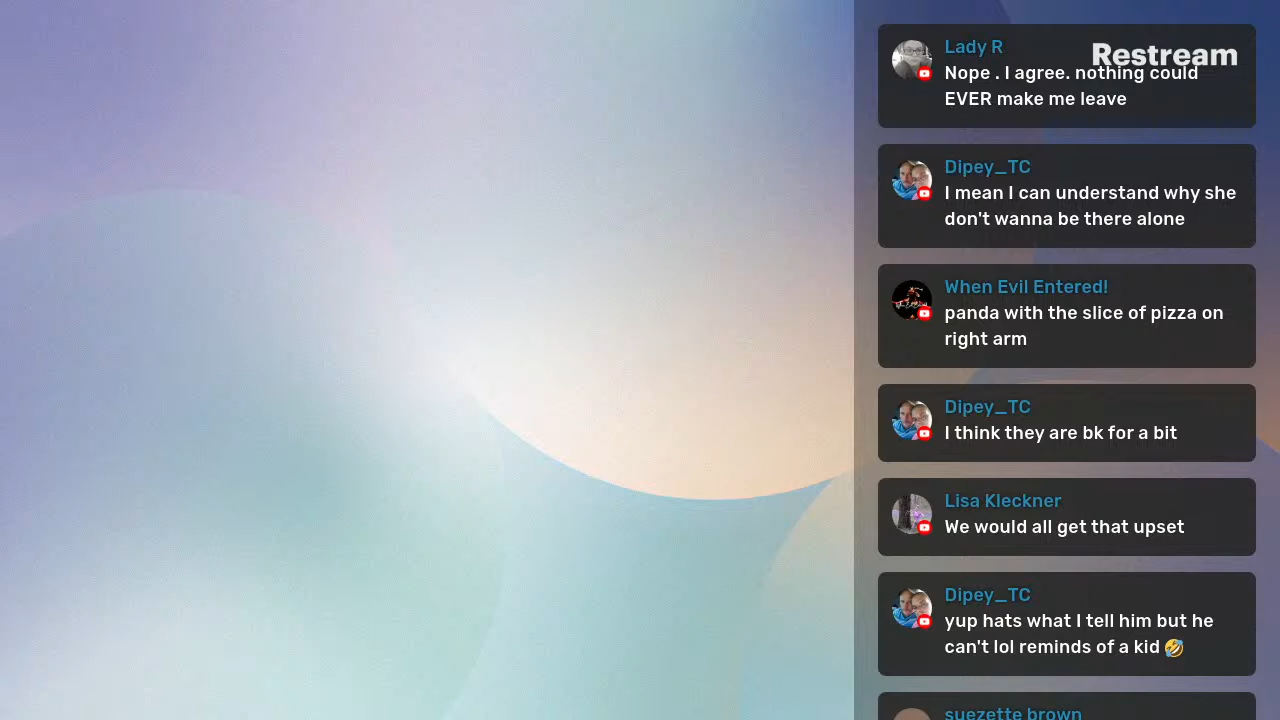 Restream
Lady R
Nope . I agree. nothing could
EVER make me leave
Dipey_TC
I mean I can understand why she
don't wanna be there alone
When Evil Entered!
panda with the slice of pizza on
right arm
Dipey_TC
I think they are bk for a bit
Lisa Kleckner
We would all get that upset
Dipey_TC
yup hats what I tell him but he
can't lol reminds of a kid 🤣
suezette brown